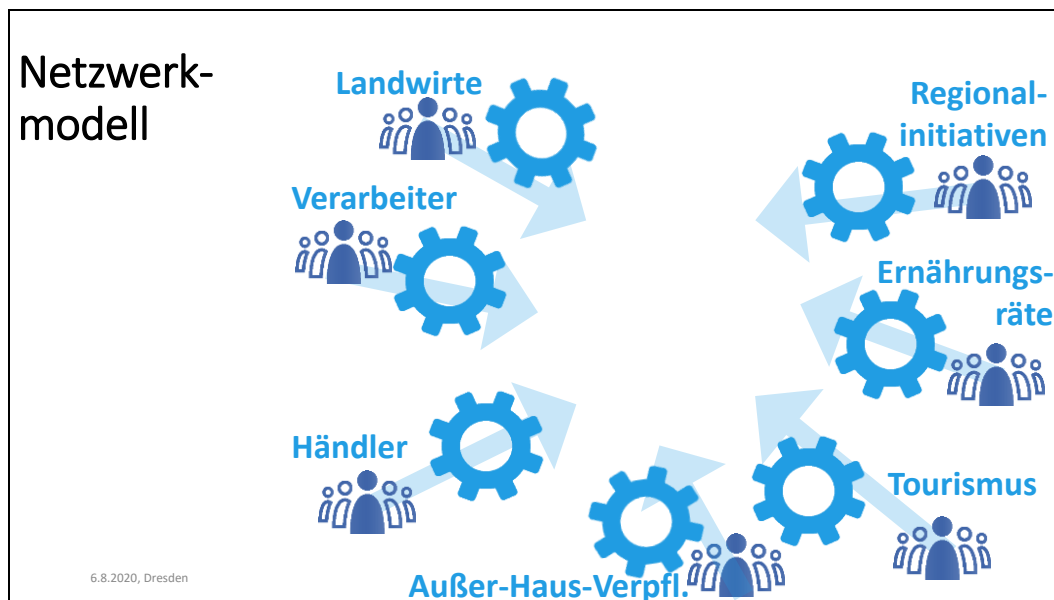 Netzwerk-
modell
Landwirte
Regional-
initiativen
Verarbeiter
Ernährungs-
räte
Händler
Tourismus
Außer-Haus-Verpfl.
6.8.2020, Dresden